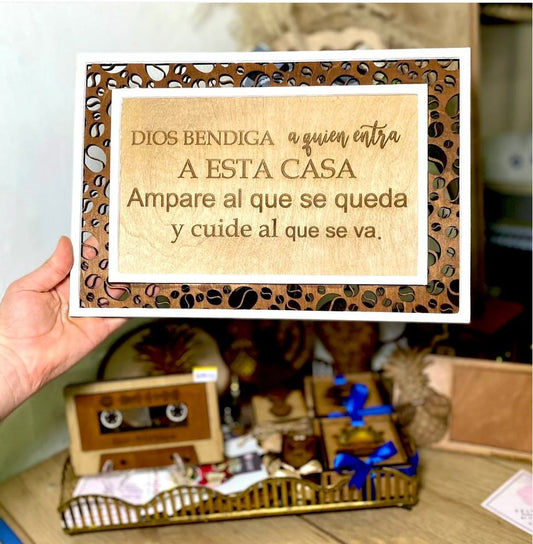 DIOS BENDIGA a quien entra
A ESTA CASA
Ampare al que se queda
y cuide al que se va.